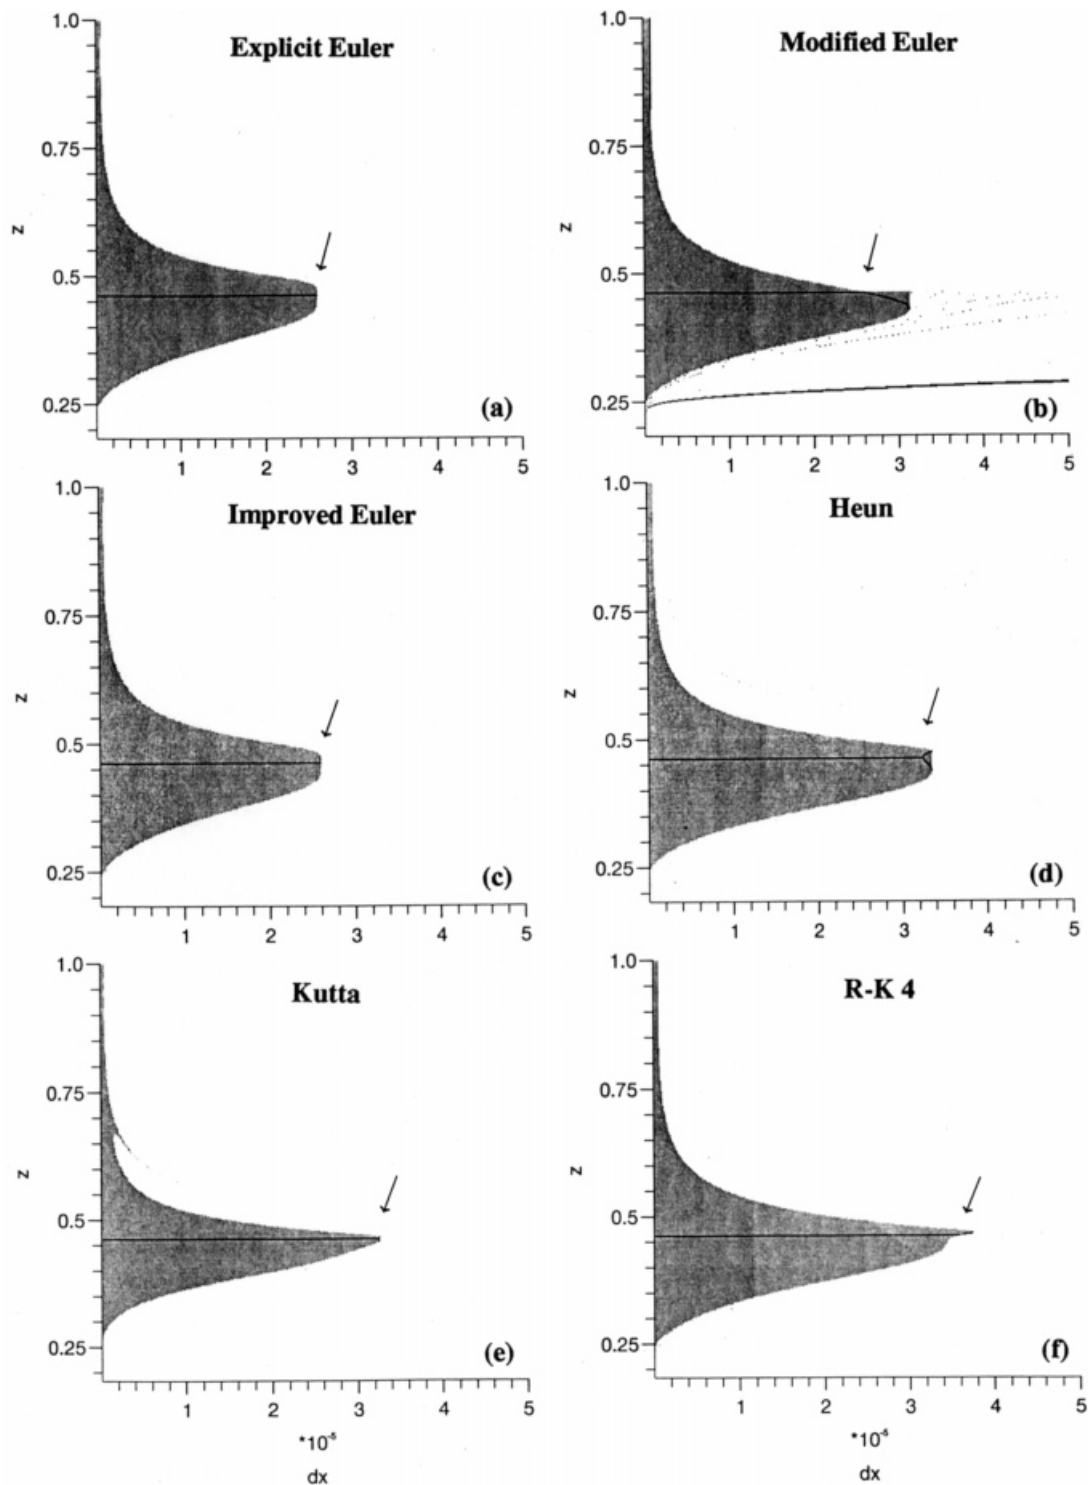 Explicit Euler
1.0
0.75
z
0.5
0.25
(a)
1 2 3 4 5
Modified Euler
1.0
0.75
z
0.5
0.25
(b)
1 2 3 4 5
Improved Euler
1.0
0.75
z
0.5
0.25
(c)
1 2 3 4 5
Heun
1.0
0.75
z
0.5
0.25
(d)
1 2 3 4 5
Kutta
1.0
0.75
z
0.5
0.25
(e)
1 2 3 4 5
*10⁻⁵
dx
R-K 4
1.0
0.75
z
0.5
0.25
(f)
1 2 3 4 5
*10⁻⁵
dx